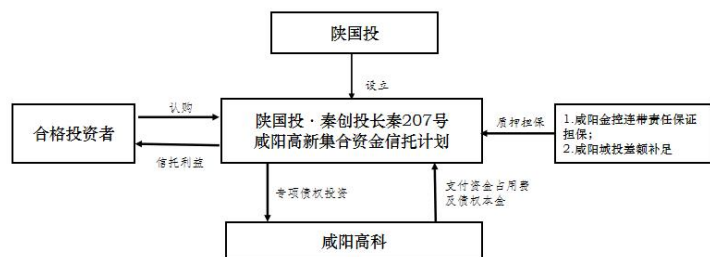 陕国投
设立
认购
合格投资者
信托利益
陕国投·秦创投长秦207号
咸阳高新集合资金信托计划
质押担保
1.咸阳金控连带责任保证
担保；
2.咸阳城投差额补足
专项债权投资
支付资金占用费
及债权本金
咸阳高科